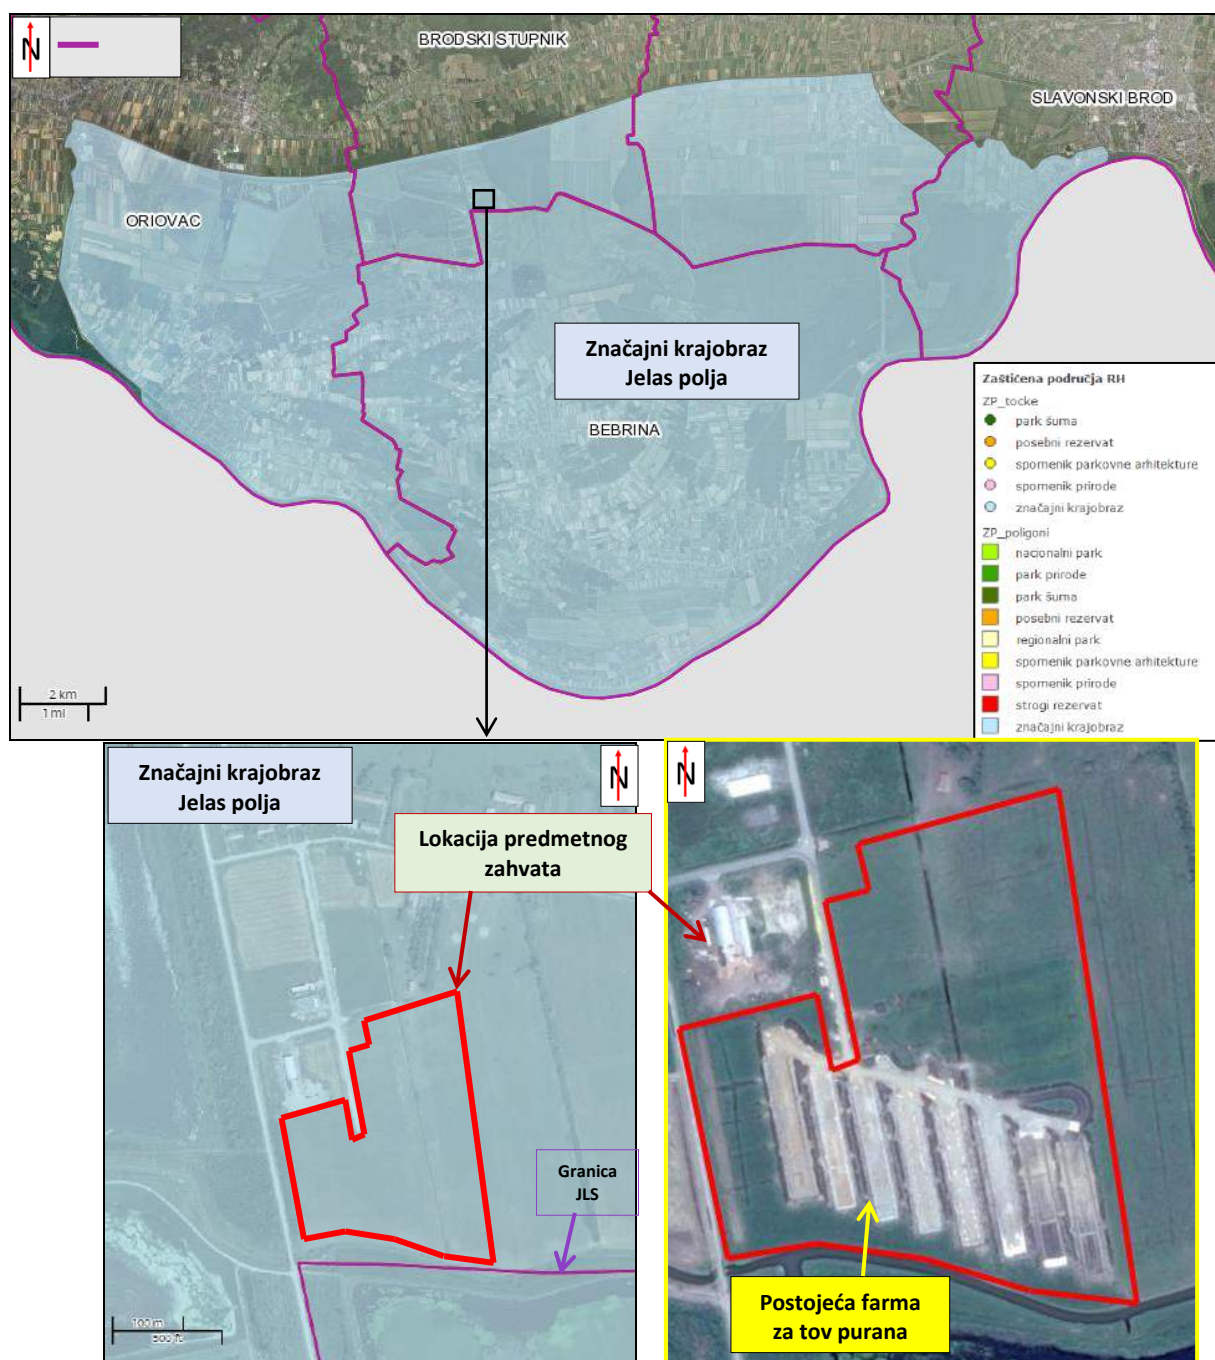 N
BRODSKI STUPNIK
SLAVONSKI BROD
ORIOVAC
Značajni krajobraz
Jelas polja
BEBRINA
Zaštićena područja RH
ZP_tocke
park šuma
posebni rezervat
spomenik parkovne arhitekture
spomenik prirode
značajni krajobraz
ZP_poligoni
nacionalni park
park prirode
park šuma
posebni rezervat
regionalni park
spomenik parkovne arhitekture
spomenik prirode
strogi rezervat
značajni krajobraz
2 km
1 mi
Značajni krajobraz
Jelas polja
N
N
Lokacija predmetnog
zahvata
Granica
JLS
100 m
500 ft
Postojeća farma
za tov purana